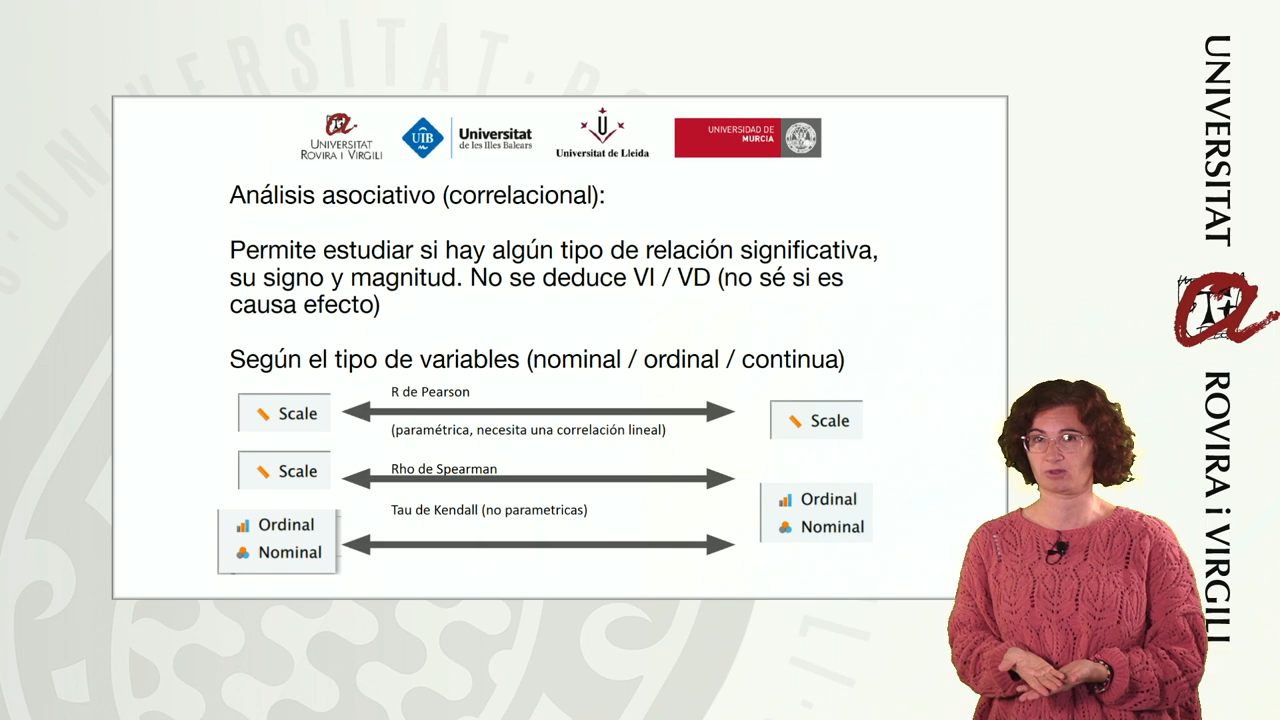 UNIVERSITAT
ROVIRA I VIRGILI
UIB
Universitat
de les Illes Balears
Universitat de Lleida
UNIVERSIDAD DE
MURCIA
Análisis asociativo (correlacional):
Permite estudiar si hay algún tipo de relación significativa,
su signo y magnitud. No se deduce VI / VD (no sé si es
causa efecto)
Según el tipo de variables (nominal / ordinal / continua)
R de Pearson
Scale
Scale
(paramétrica, necesita una correlación lineal)
Scale
Rho de Spearman
Tau de Kendall (no parametricas)
Ordinal
Nominal
Ordinal
Nominal
UNIVERSITAT
ROVIRA i VIRGILI